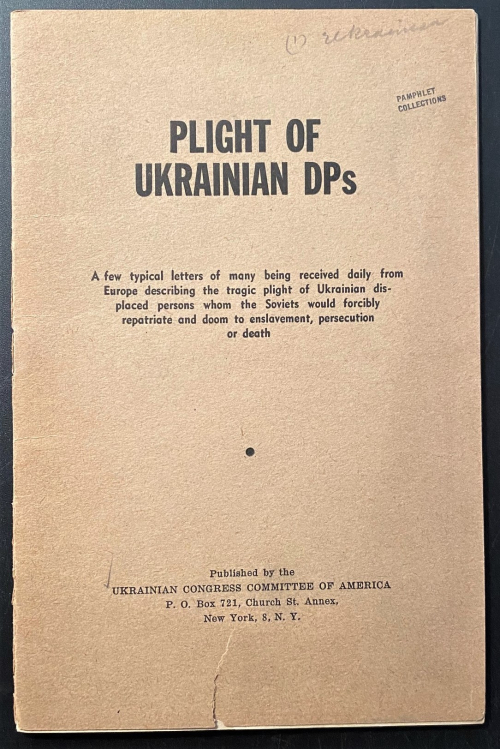 (1) Ukrainian
PAMPHLET
COLLECTIONS
PLIGHT OF
UKRAINIAN DPs
A few typical letters of many being received daily from
Europe describing the tragic plight of Ukrainian dis-
placed persons whom the Soviets would forcibly
repatriate and doom to enslavement, persecution
or death
Published by the
UKRAINIAN CONGRESS COMMITTEE OF AMERICA
P. O. Box 721, Church St. Annex,
New York, 8, N. Y.